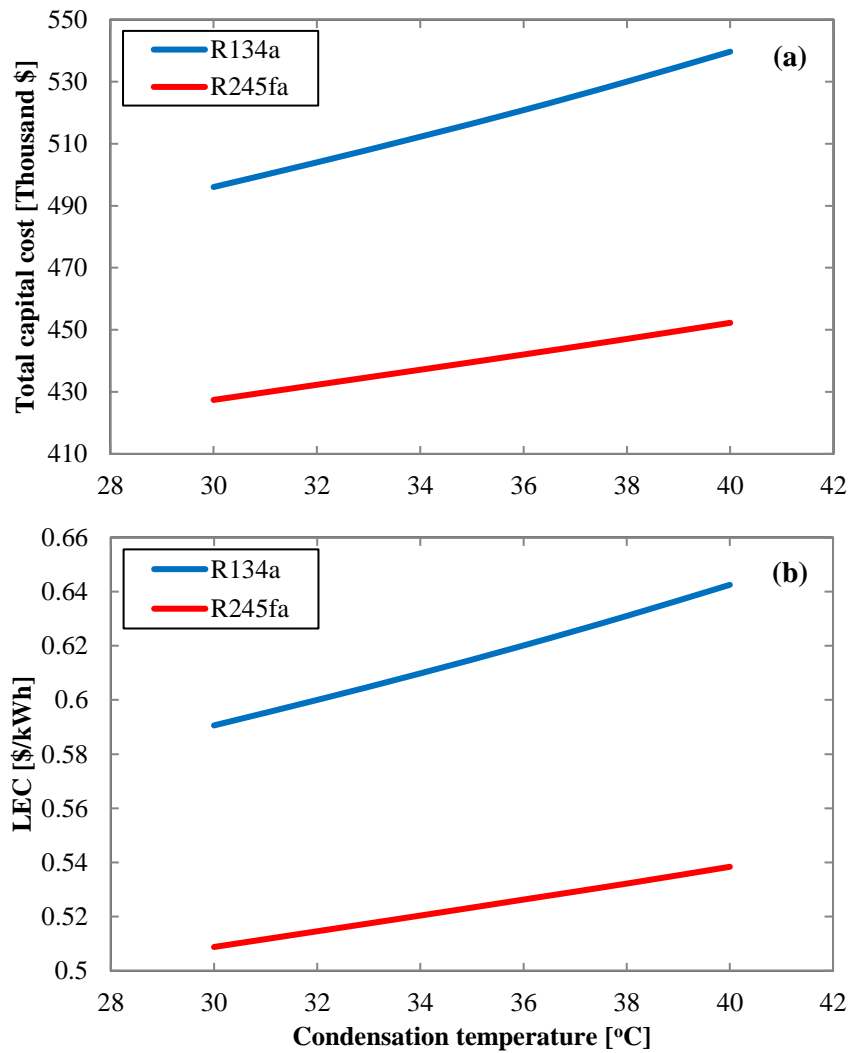 550
530
510
490
470
450
430
410
Total capital cost [Thousand $]
R134a
R245fa
(a)
28 30 32 34 36 38 40 42
0.66
0.64
0.62
0.6
0.58
0.56
0.54
0.52
0.5
LEC [$/kWh]
R134a
R245fa
(b)
28 30 32 34 36 38 40 42
Condensation temperature [ºC]